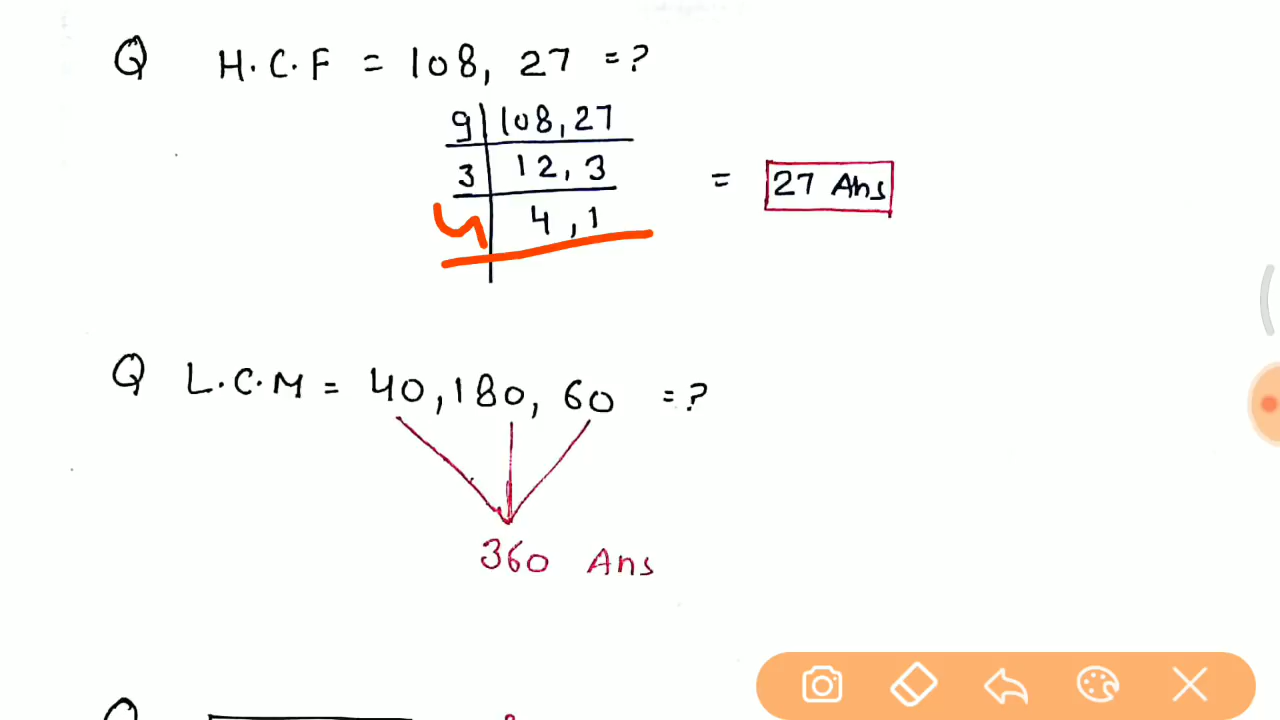 Q H.C.F = 108, 27 = ?
9 | 108, 27
3 | 12, 3
4 | 4, 1
= 27 Ans
Q L.C.M = 40, 180, 60 = ?
360 Ans
Q